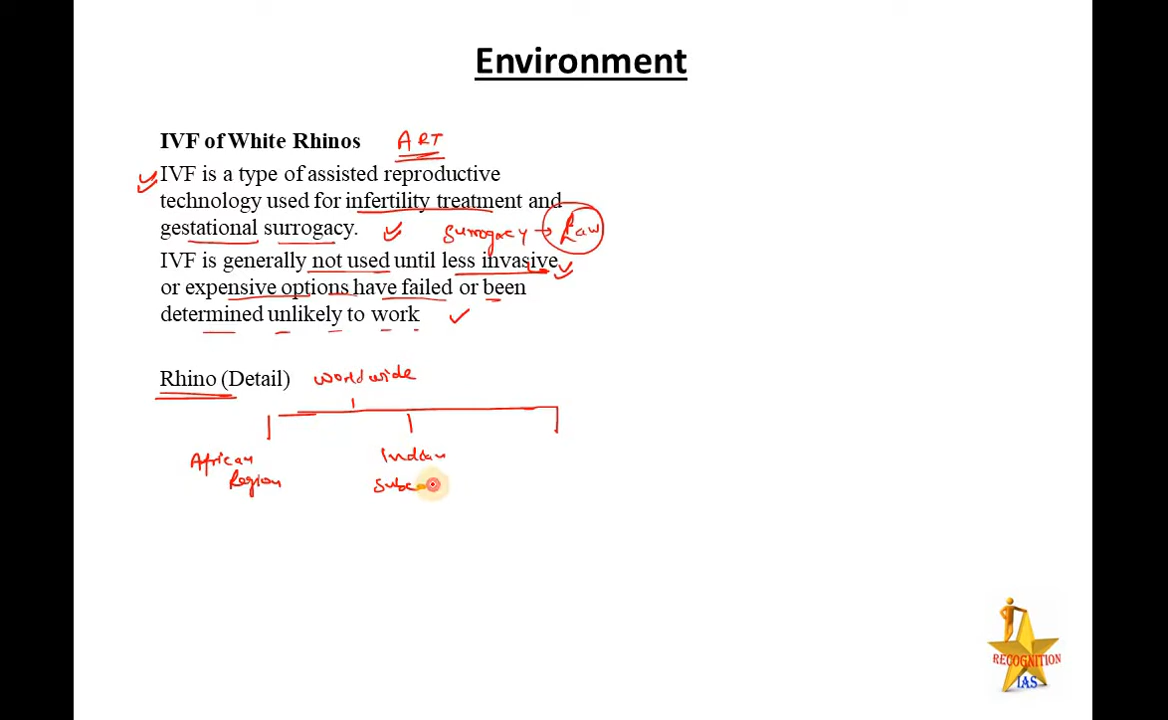 Environment
IVF of White Rhinos ART
IVF is a type of assisted reproductive
technology used for infertility treatment and
gestational surrogacy. Surrogacy → Law
IVF is generally not used until less invasive
or expensive options have failed or been
determined unlikely to work
Rhino (Detail) worldwide
African Indian
Region Subc
RECOGNITION
IAS